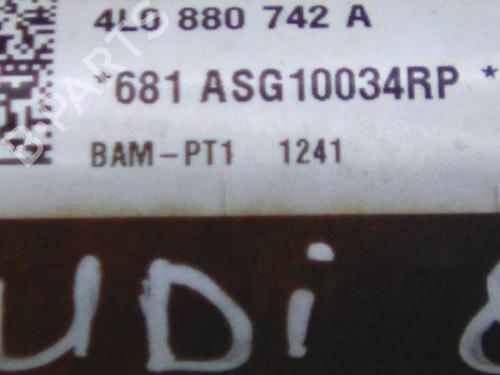 4L0 880 742 A
*681 ASG10034RP *
BAM-PT1 1241
UDi